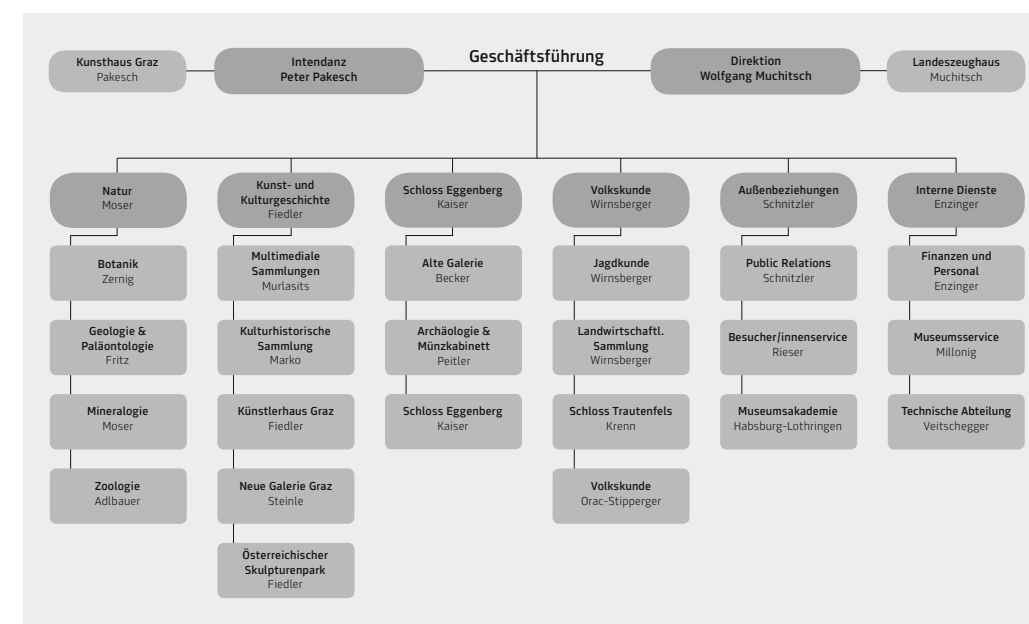 Geschäftsführung
Kunsthaus Graz
Pakesch
Intendanz
Peter Pakesch
Direktion
Wolfgang Muchitsch
Landeszeughaus
Muchitsch
Natur
Moser
Botanik
Zernig
Geologie &
Paläontologie
Fritz
Mineralogie
Moser
Zoologie
Adlbauer
Kunst- und
Kulturgeschichte
Fiedler
Multimediale
Sammlungen
Murlasits
Kulturhistorische
Sammlung
Marko
Künstlerhaus Graz
Fiedler
Neue Galerie Graz
Steinle
Österreichischer
Skulpturenpark
Fiedler
Schloss Eggenberg
Kaiser
Alte Galerie
Becker
Archäologie &
Münzkabinett
Peitler
Schloss Eggenberg
Kaiser
Volkskunde
Wirnsberger
Jagdkunde
Wirnsberger
Landwirtschaftl.
Sammlung
Wirnsberger
Schloss Trautenfels
Krenn
Volkskunde
Orac-Stipperger
Außenbeziehungen
Schnitzler
Public Relations
Schnitzler
Besucher/innenservice
Rieser
Museumsakademie
Habsburg-Lothringen
Interne Dienste
Enzinger
Finanzen und
Personal
Enzinger
Museumsservice
Millonig
Technische Abteilung
Veitschegger